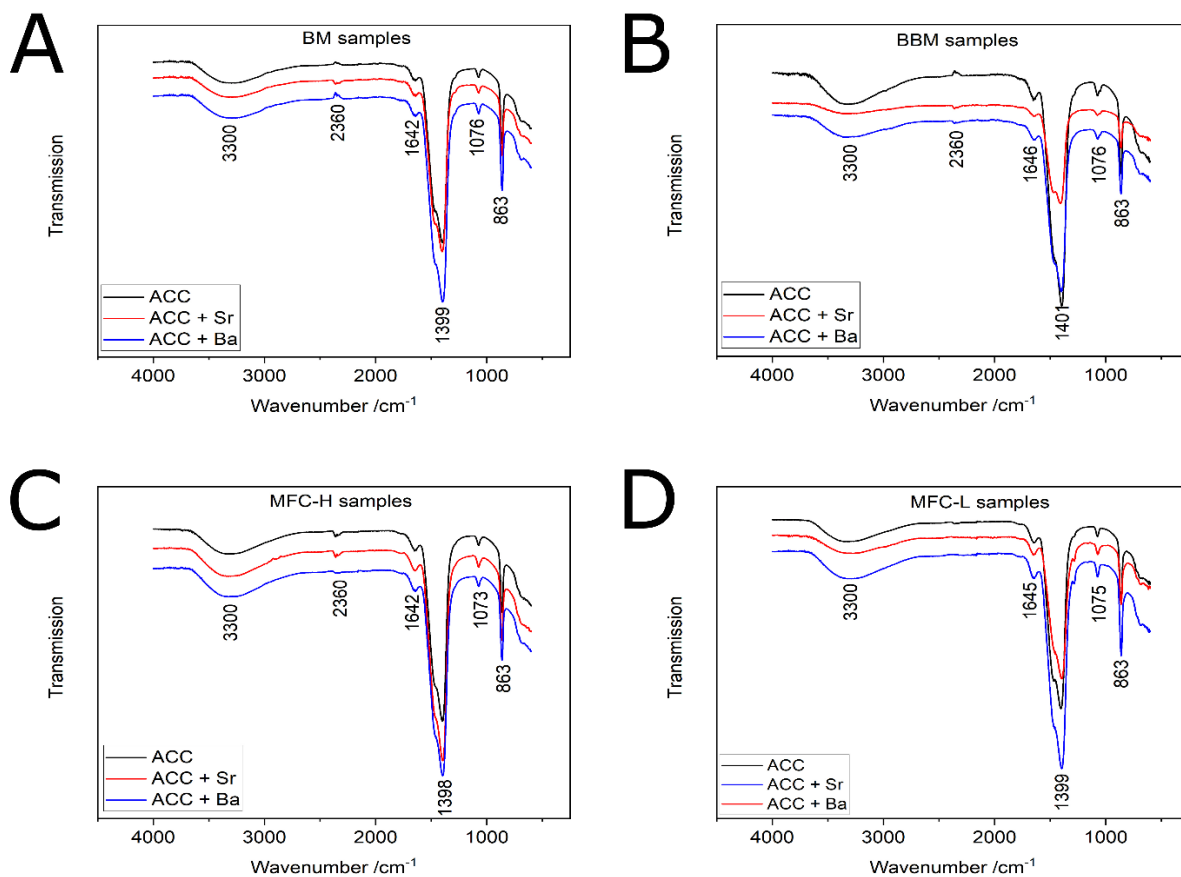 A
BM samples
Transmission
3300
2360
1642
1399
1076
863
ACC
ACC + Sr
ACC + Ba
4000
3000
2000
1000
Wavenumber /cm⁻¹
B
BBM samples
Transmission
3300
2360
1646
1401
1076
863
ACC
ACC + Sr
ACC + Ba
4000
3000
2000
1000
Wavenumber /cm⁻¹
C
MFC-H samples
Transmission
3300
2360
1642
1398
1073
863
ACC
ACC + Sr
ACC + Ba
4000
3000
2000
1000
Wavenumber /cm⁻¹
D
MFC-L samples
Transmission
3300
1645
1399
1075
863
ACC
ACC + Sr
ACC + Ba
4000
3000
2000
1000
Wavenumber /cm⁻¹